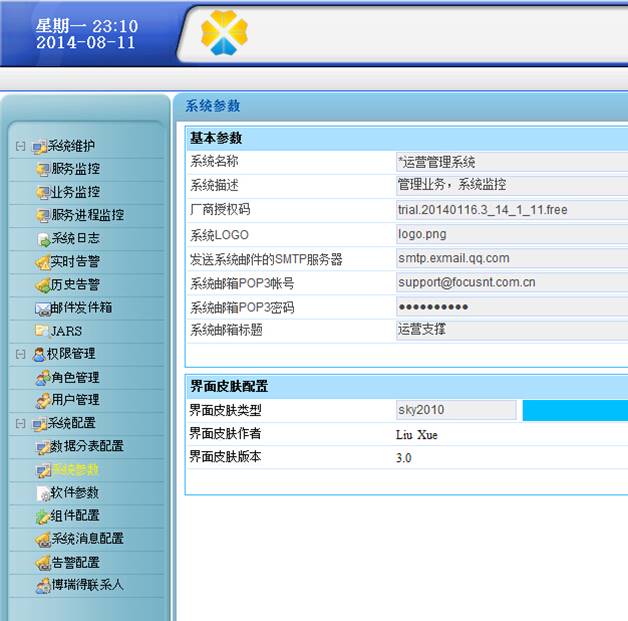 星期一 23:10
2014-08-11
系统维护
服务监控
业务监控
服务进程监控
系统日志
实时告警
历史告警
邮件发件箱
JARS
权限管理
角色管理
用户管理
系统配置
数据分表配置
系统参数
软件参数
组件配置
系统消息配置
告警配置
博瑞得联系人
系统参数
基本参数
系统名称 *运营管理系统
系统描述 管理业务，系统监控
厂商授权码 trial.20140116.3_14_1_11.free
系统LOGO logo.png
发送系统邮件的SMTP服务器 smtp.exmail.qq.com
系统邮箱POP3帐号 support@focusnt.com.cn
系统邮箱POP3密码 ••••••••••
系统邮箱标题 运营支撑
界面皮肤配置
界面皮肤类型 sky2010
界面皮肤作者 Liu Xue
界面皮肤版本 3.0